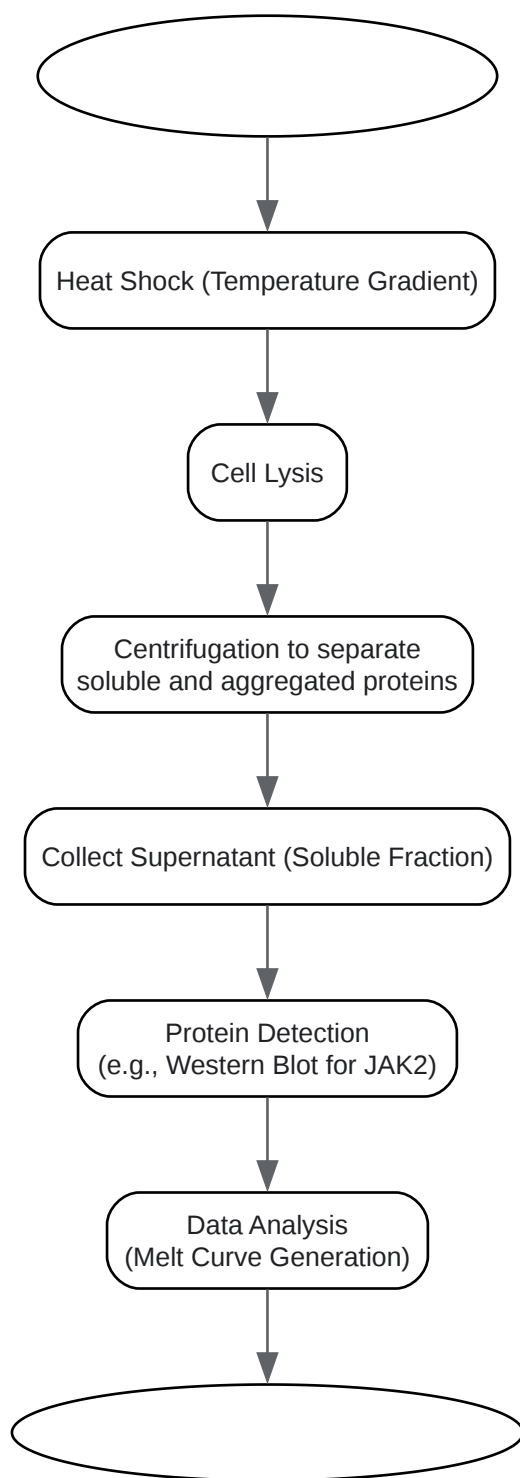 Heat Shock (Temperature Gradient)
Cell Lysis
Centrifugation to separate
soluble and aggregated proteins
Collect Supernatant (Soluble Fraction)
Protein Detection
(e.g., Western Blot for JAK2)
Data Analysis
(Melt Curve Generation)